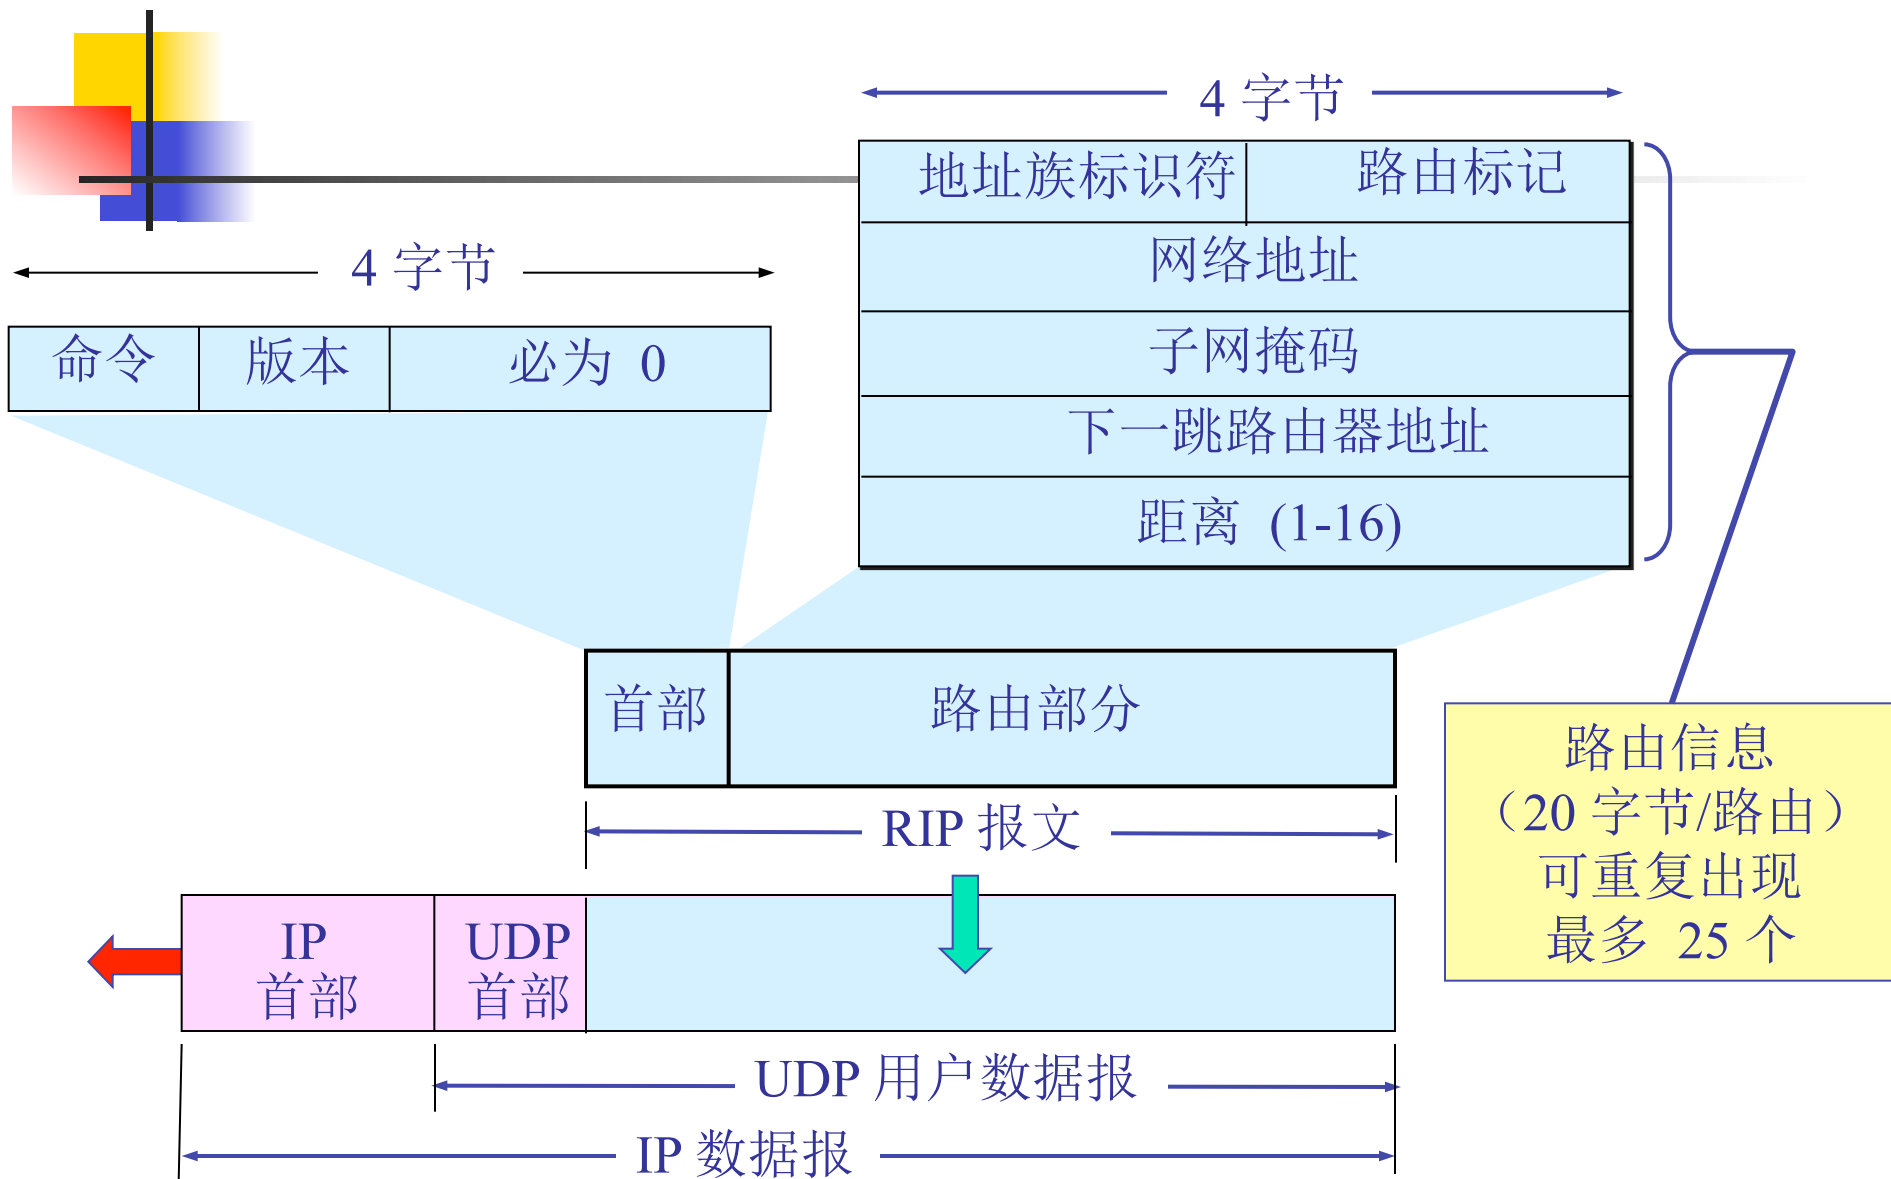 4 字节
地址族标识符 路由标记
网络地址
子网掩码
下一跳路由器地址
距离 (1-16)
4 字节
命令 版本 必为 0
首部 路由部分
RIP 报文
路由信息
（20 字节/路由）
可重复出现
最多 25 个
IP
首部
UDP
首部
UDP 用户数据报
IP 数据报